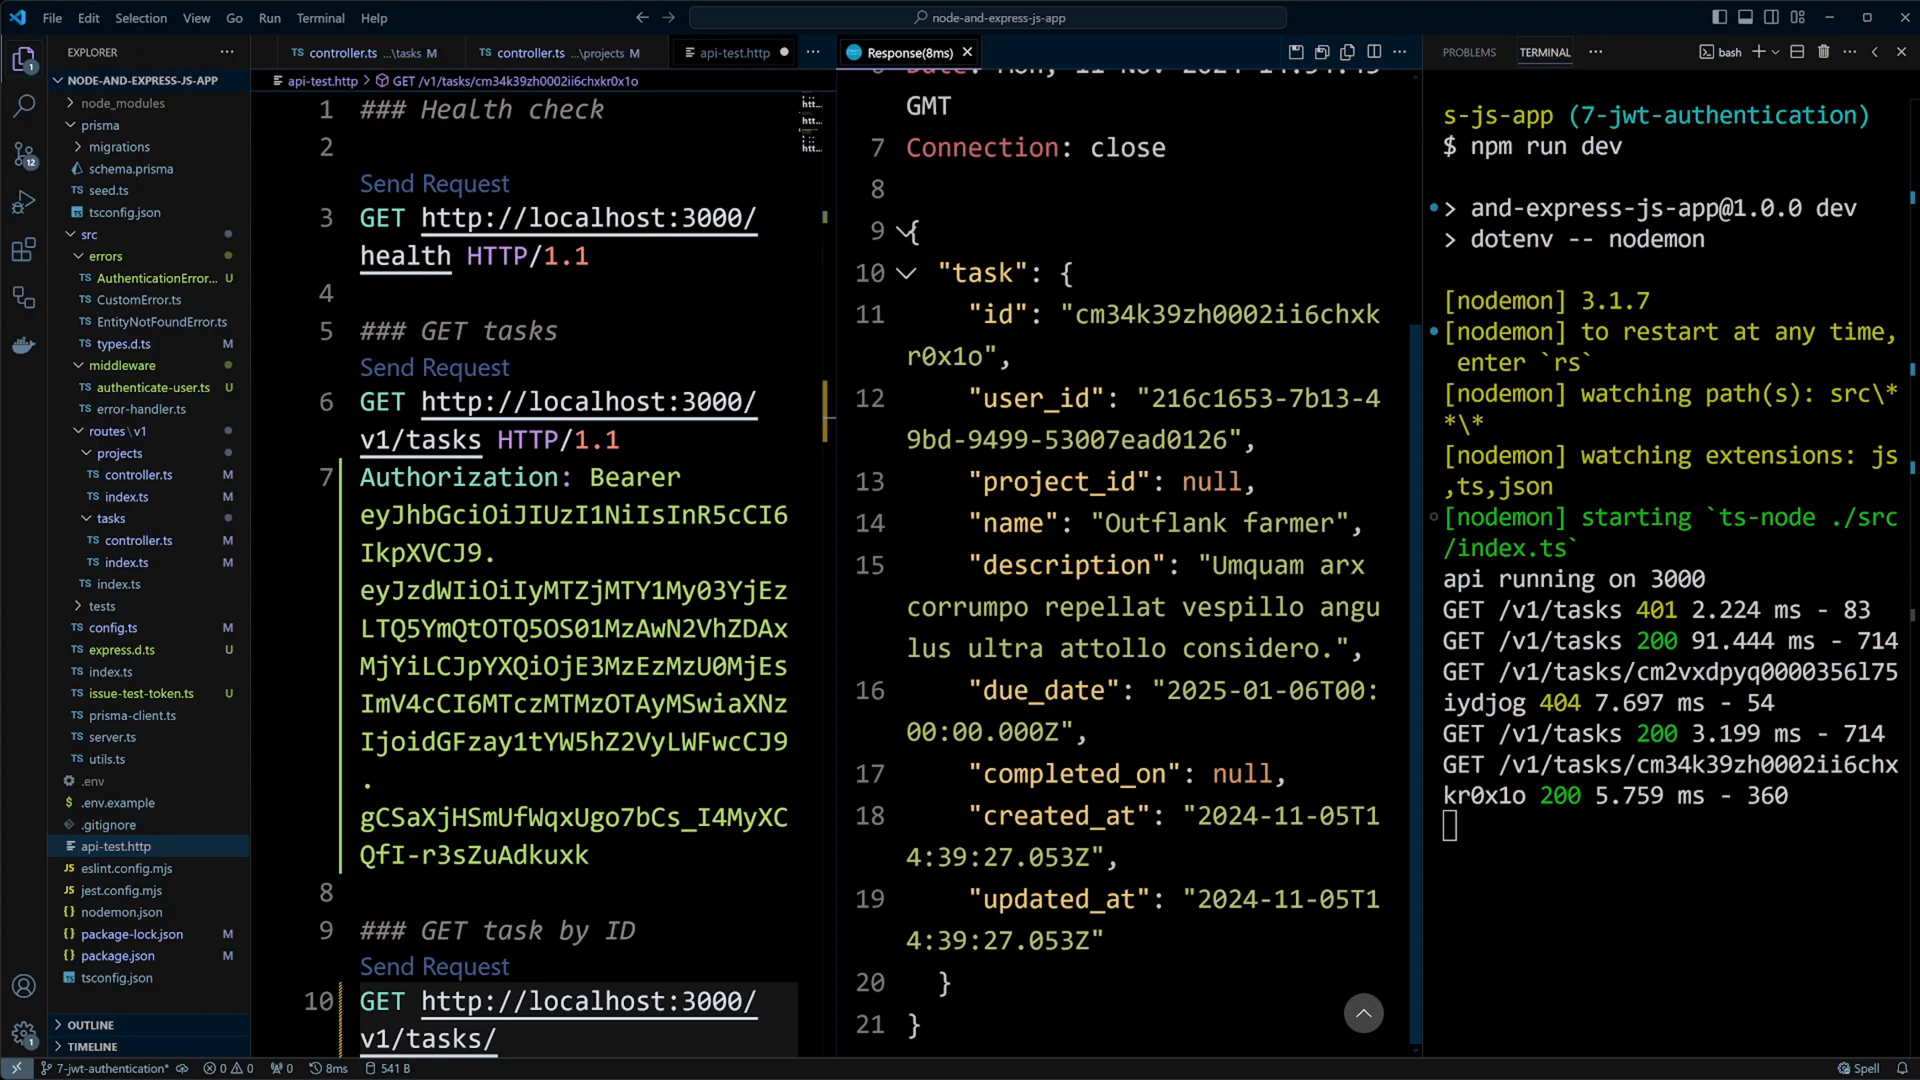 File Edit Selection View Go Run Terminal Help
node-and-express-js-app
EXPLORER
NODE-AND-EXPRESS-JS-APP
node_modules
prisma
migrations
schema.prisma
seed.ts
tsconfig.json
src
errors
AuthenticationError... U
CustomError.ts
EntityNotFoundError.ts
types.d.ts M
middleware
authenticate-user.ts U
error-handler.ts
routes\v1
projects
controller.ts M
index.ts M
tasks
controller.ts M
index.ts M
index.ts
tests
config.ts M
express.d.ts U
index.ts
issue-test-token.ts U
prisma-client.ts
server.ts
utils.ts
.env
.env.example
.gitignore
api-test.http
eslint.config.mjs
jest.config.mjs
nodemon.json
package-lock.json M
package.json M
tsconfig.json
OUTLINE
TIMELINE
TS controller.ts ...\tasks M
TS controller.ts ...\projects M
api-test.http
api-test.http > GET /v1/tasks/cm34k39zh0002ii6chxkr0x1o
1 ### Health check
2
Send Request
3 GET http://localhost:3000/
health HTTP/1.1
4
5 ### GET tasks
Send Request
6 GET http://localhost:3000/
v1/tasks HTTP/1.1
7 Authorization: Bearer
eyJhbGciOiJIUzI1NiIsInR5cCI6
IkpXVCJ9.
eyJzdWIiOiIyMTZjMTY1My03YjEz
LTQ5YmQtOTQ5OS01MzAwN2VhZDAx
MjYiLCJpYXQiOjE3MzEzMzU0MjEs
ImV4cCI6MTczMTMzOTAyMSwiaXNz
IjoidGFzay1tYW5hZ2VyLWFwcCJ9
.
gCSaXjHSmUfWqxUgo7bCs_I4MyXC
QfI-r3sZuAdkuxk
8
9 ### GET task by ID
Send Request
10 GET http://localhost:3000/
v1/tasks/
Response(8ms)
GMT
7 Connection: close
8
9 {
10 "task": {
11 "id": "cm34k39zh0002ii6chxk
r0x1o",
12 "user_id": "216c1653-7b13-4
9bd-9499-53007ead0126",
13 "project_id": null,
14 "name": "Outflank farmer",
15 "description": "Umquam arx
corrumpo repellat vespillo angu
lus ultra attollo considero.",
16 "due_date": "2025-01-06T00:
00:00.000Z",
17 "completed_on": null,
18 "created_at": "2024-11-05T1
4:39:27.053Z",
19 "updated_at": "2024-11-05T1
4:39:27.053Z"
20 }
21 }
PROBLEMS TERMINAL
bash
s-js-app (7-jwt-authentication)
$ npm run dev
> and-express-js-app@1.0.0 dev
> dotenv -- nodemon
[nodemon] 3.1.7
[nodemon] to restart at any time,
enter `rs`
[nodemon] watching path(s): src\*
*\*
[nodemon] watching extensions: js
,ts,json
[nodemon] starting `ts-node ./src
/index.ts`
api running on 3000
GET /v1/tasks 401 2.224 ms - 83
GET /v1/tasks 200 91.444 ms - 714
GET /v1/tasks/cm2vxdpyq0000356l75
iydjog 404 7.697 ms - 54
GET /v1/tasks 200 3.199 ms - 714
GET /v1/tasks/cm34k39zh0002ii6chx
kr0x1o 200 5.759 ms - 360
7-jwt-authentication* 0 0 0 8ms 541 B
Spell